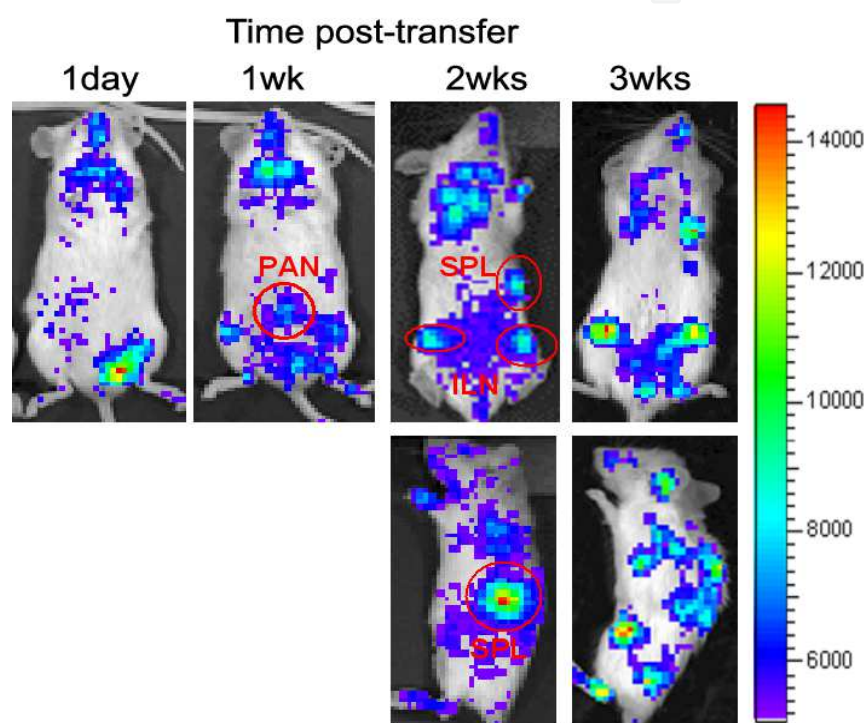 Time post-transfer
1day 1wk 2wks 3wks
14000
PAN SPL
12000
ILN
10000
8000
SPL
6000